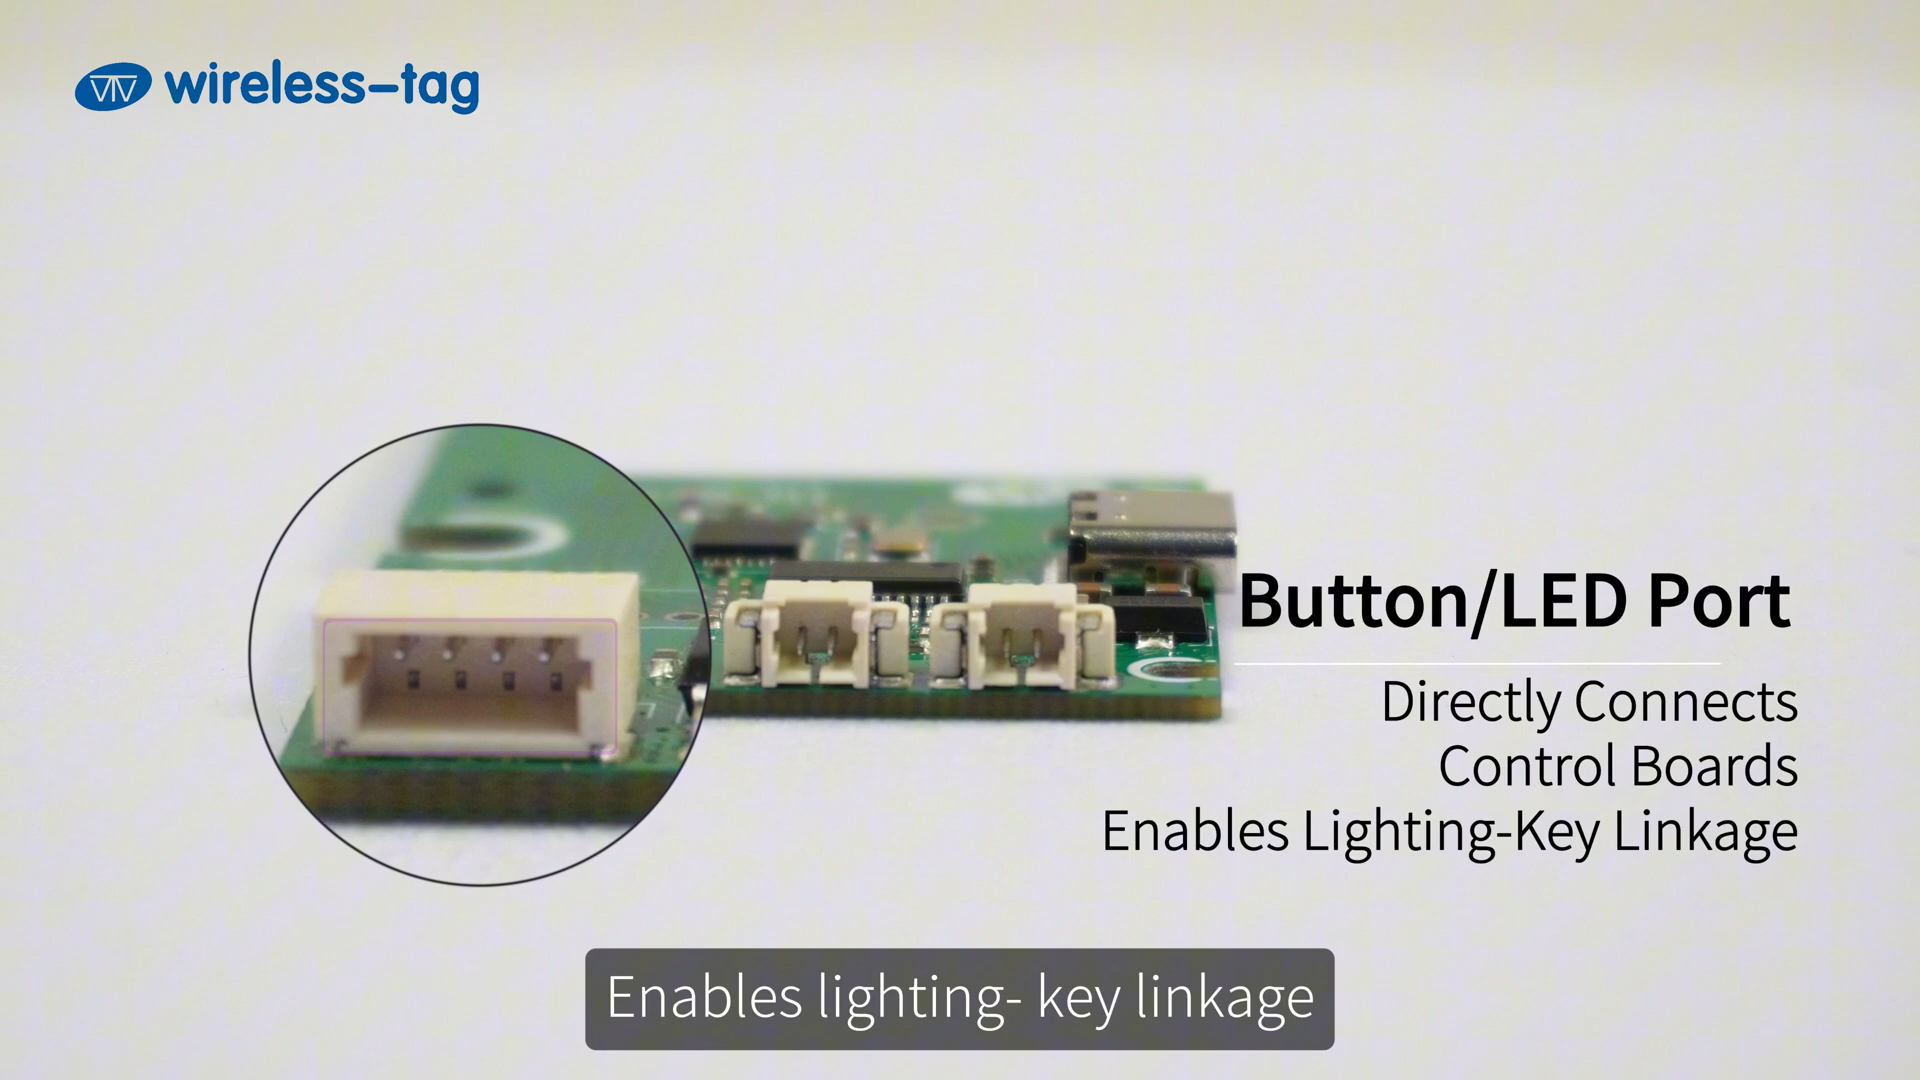 wireless-tag
Button/LED Port
Directly Connects
Control Boards
Enables Lighting-Key Linkage
Enables lighting- key linkage